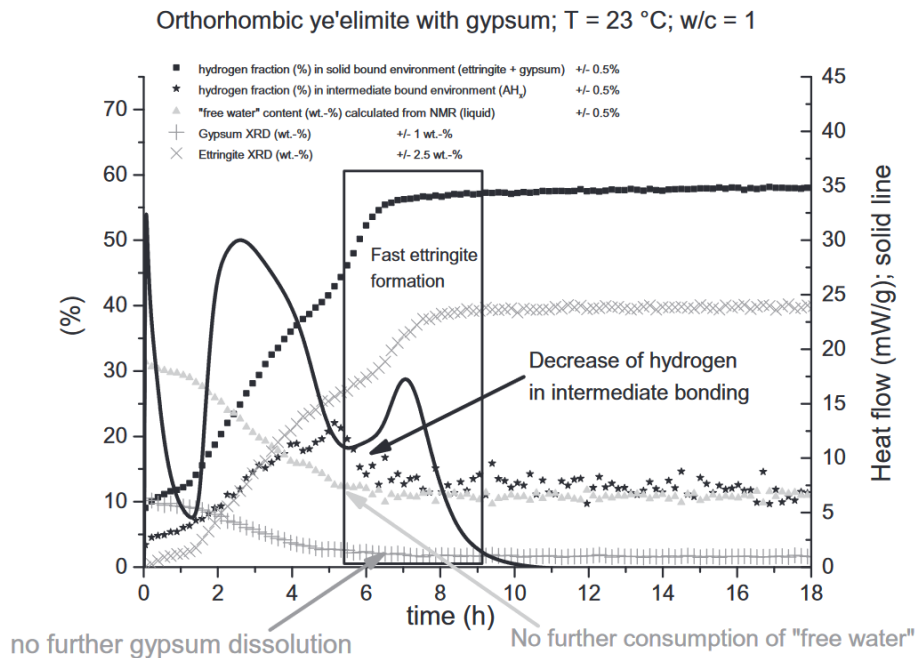 Orthorhombic ye'elimite with gypsum; T = 23 °C; w/c = 1
hydrogen fraction (%) in solid bound environment (ettringite + gypsum) +/- 0.5%
hydrogen fraction (%) in intermediate bound environment (AHx) +/- 0.5%
"free water" content (wt.-%) calculated from NMR (liquid) +/- 0.5%
Gypsum XRD (wt.-%) +/- 1 wt.-%
Ettringite XRD (wt.-%) +/- 2.5 wt.-%
70
60
50
40
30
20
10
0
(%)
45
40
35
30
25
20
15
10
5
0
Heat flow (mW/g); solid line
Fast ettringite
formation
Decrease of hydrogen
in intermediate bonding
0 2 4 6 8 10 12 14 16 18
time (h)
no further gypsum dissolution
No further consumption of "free water"